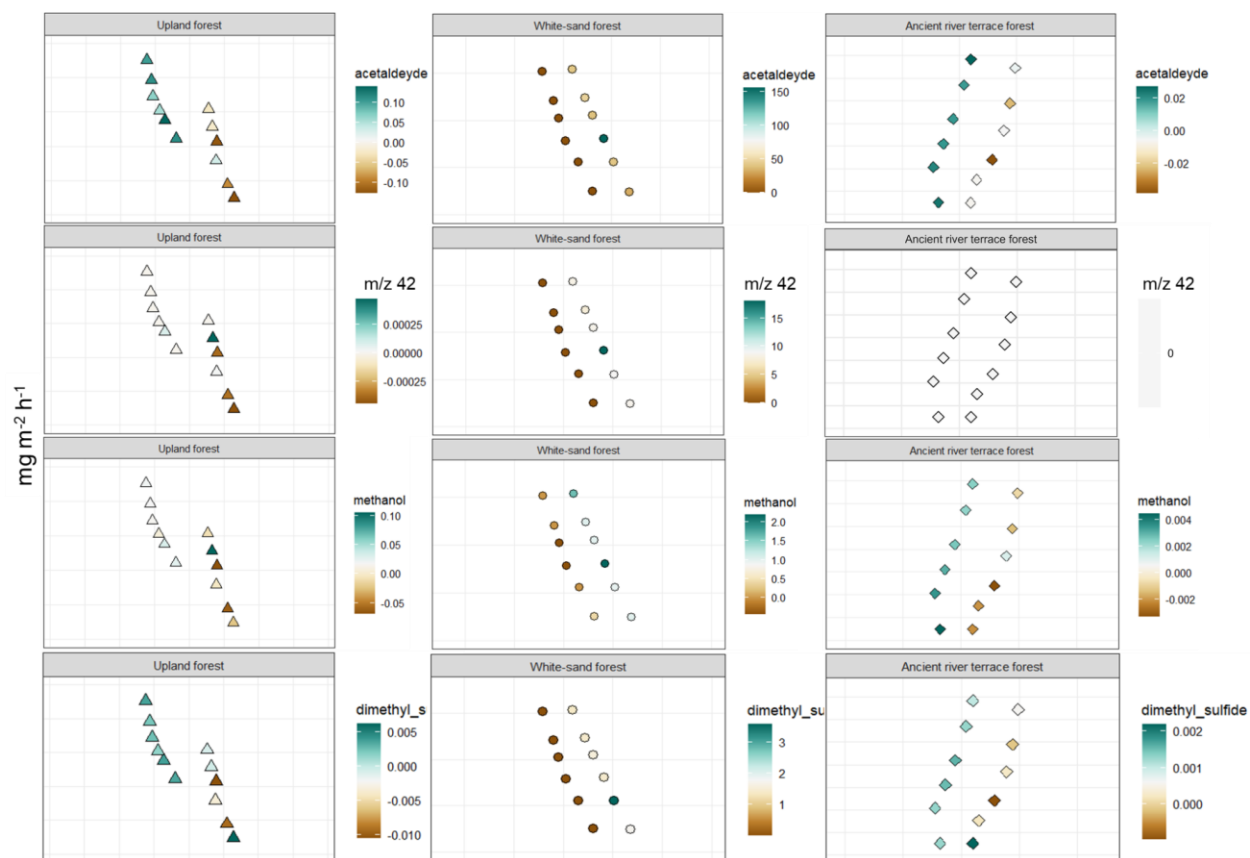 Upland forest
White-sand forest
Ancient river terrace forest
acetaldeyde
0.10
0.05
0.00
-0.05
-0.10
acetaldeyde
150
100
50
0
acetaldeyde
0.02
0.00
-0.02
Upland forest
White-sand forest
Ancient river terrace forest
m/z 42
0.00025
0.00000
-0.00025
m/z 42
15
10
5
0
m/z 42
0
mg m⁻² h⁻¹
Upland forest
White-sand forest
Ancient river terrace forest
methanol
0.10
0.05
0.00
-0.05
methanol
2.0
1.5
1.0
0.5
0.0
methanol
0.004
0.002
0.000
-0.002
Upland forest
White-sand forest
Ancient river terrace forest
dimethyl_s
0.005
0.000
-0.005
-0.010
dimethyl_su
3
2
1
dimethyl_sulfide
0.002
0.001
0.000